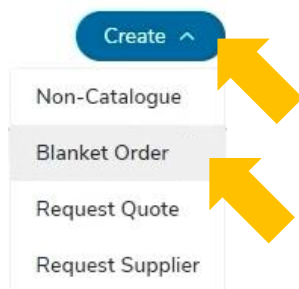 Create
Non-Catalogue
Blanket Order
Request Quote
Request Supplier